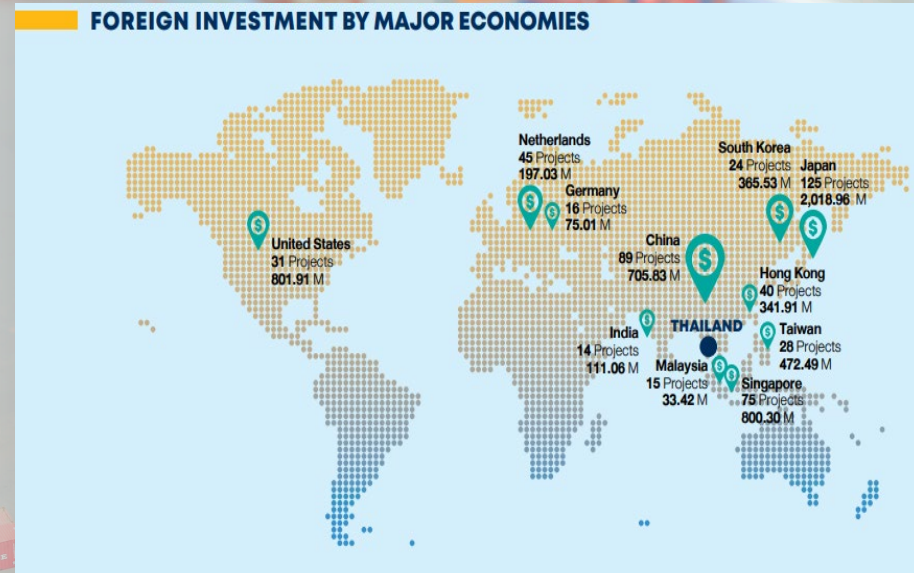 FOREIGN INVESTMENT BY MAJOR ECONOMIES
Netherlands
45 Projects
197.03 M
Germany
16 Projects
75.01 M
South Korea
24 Projects
365.53 M
Japan
125 Projects
2,018.96 M
United States
31 Projects
801.91 M
China
89 Projects
705.83 M
Hong Kong
40 Projects
341.91 M
India
14 Projects
111.06 M
THAILAND
Taiwan
28 Projects
472.49 M
Malaysia
15 Projects
33.42 M
Singapore
75 Projects
800.30 M